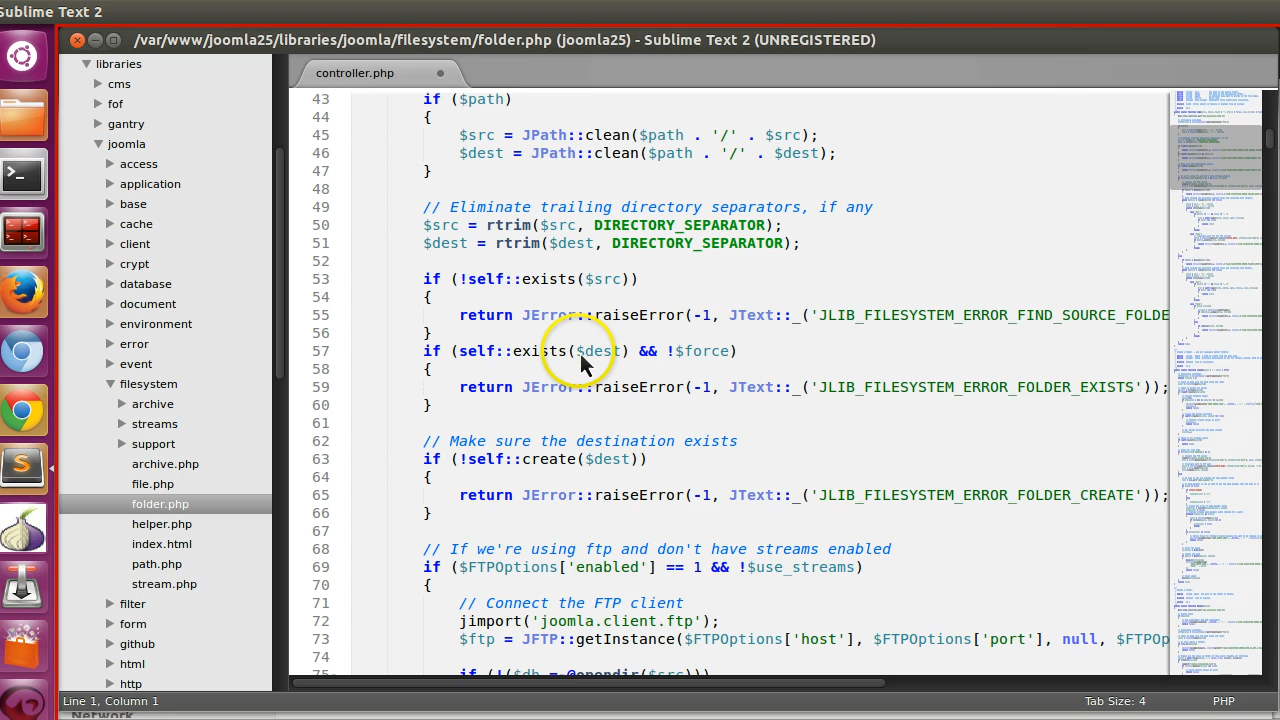 Sublime Text 2
/var/www/joomla25/libraries/joomla/filesystem/folder.php (joomla25) - Sublime Text 2 (UNREGISTERED)
libraries
cms
fof
gantry
joomla
access
application
base
cache
client
crypt
database
document
environment
error
event
filesystem
streams
support
archive.php
file.php
folder.php
helper.php
index.html
path.php
stream.php
filter
form
github
html
http
controller.php
43 if ($path)
44 {
45 $src JPath::clean($path . '/' . $src);
46 JPath::clean($path . '/' $dest);
47 }
48
49 // Eliminate trailing directory separators, if any
50 $src = rtrim($src, DIRECTORY_SEPARATOR);
51 $dest = rtrim($dest, DIRECTORY_SEPARATOR);
52
53 if (!self::exists($src))
54 {
55 return JError::raiseError(-1, JText::_('JLIB_FILESYSTEM_ERROR_FIND_SOURCE_FOLDE
56 }
57 if (self::exists($dest) && !$force)
58 {
59 return JError::raiseError(-1, JText::_('JLIB_FILESYSTEM_ERROR_FOLDER_EXISTS'));
60 }
61
62 // Make sure the destination exists
63 if (!self::create($dest))
64 {
65 return JError::raiseError(-1, JText::_('JLIB_FILESYSTEM_ERROR_FOLDER_CREATE'));
66 }
67
68 // If we're using ftp and don't have streams enabled
69 if ($FTPOptions['enabled'] == 1 && !$use_streams)
70 {
71 // Connect the FTP client
72 jimport('joomla.client.ftp');
73 $ftp = JFTP::getInstance($FTPOptions['host'], $FTPOptions['port'], null, $FTPOp
74
Line 1, Column 1
Tab Size: 4
PHP
Network